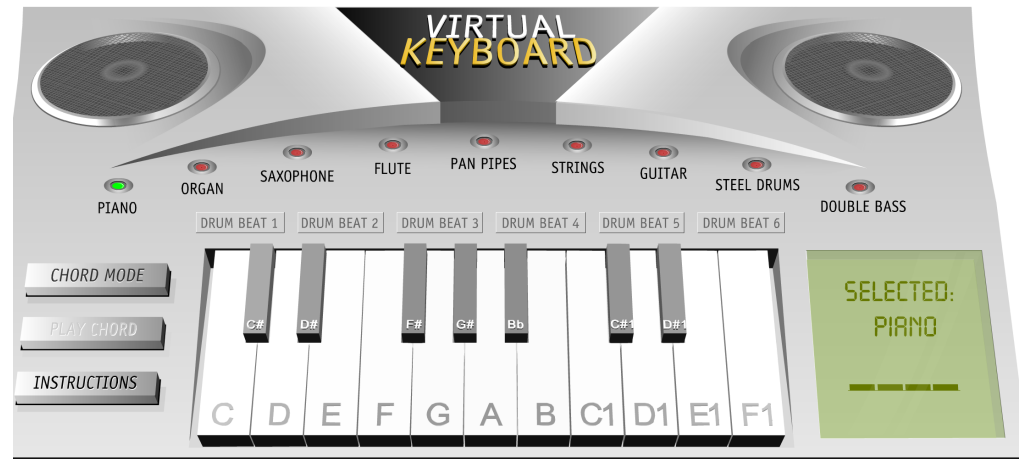 VIRTUAL
KEYBOARD
PIANO
ORGAN
SAXOPHONE
FLUTE
PAN PIPES
STRINGS
GUITAR
STEEL DRUMS
DOUBLE BASS
DRUM BEAT 1 DRUM BEAT 2 DRUM BEAT 3 DRUM BEAT 4 DRUM BEAT 5 DRUM BEAT 6
CHORD MODE
PLAY CHORD
INSTRUCTIONS
C# D# F# G# Bb C#1 D#1
C D E F G A B C1 D1 E1 F1
SELECTED:
PIANO